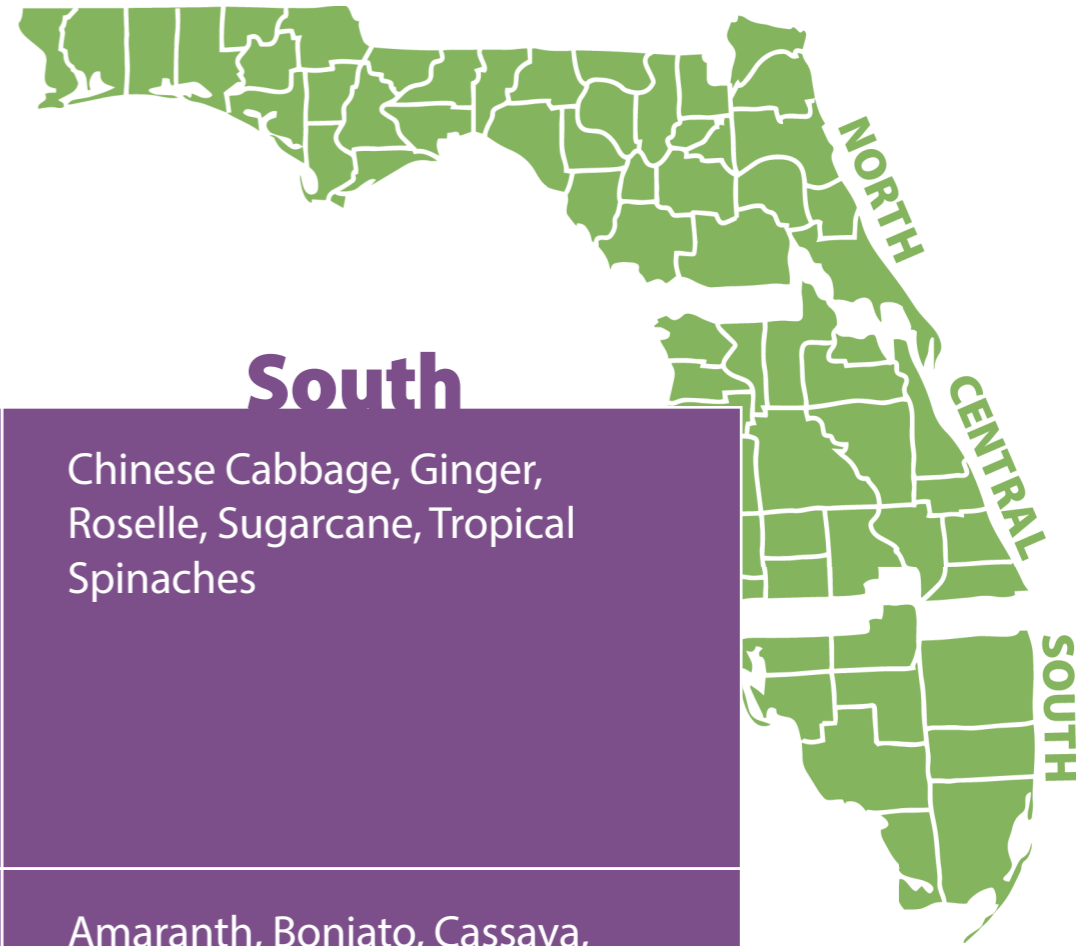 NORTH
South
CENTRAL
Chinese Cabbage, Ginger,
Roselle, Sugarcane, Tropical
Spinaches
SOUTH
Amaranth, Boniato, Cassava,